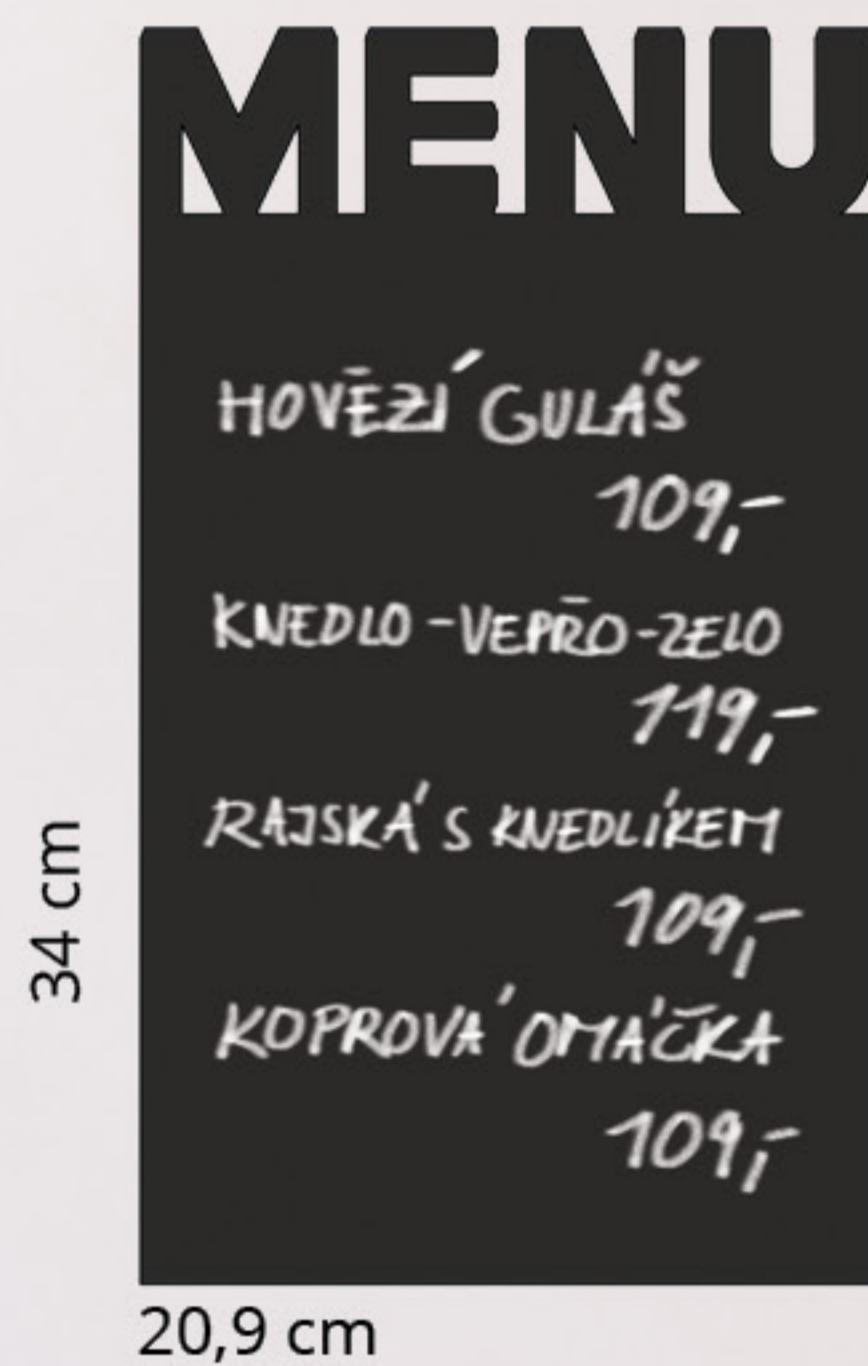 MENU
HOVĚZÍ GULÁŠ
109,-
KNEDLO-VEPŘO-ZELO
119,-
RAJSKÁ S KNEDLÍKEM
109,-
KOPROVÁ OMÁČKA
109,-
34 cm
20,9 cm